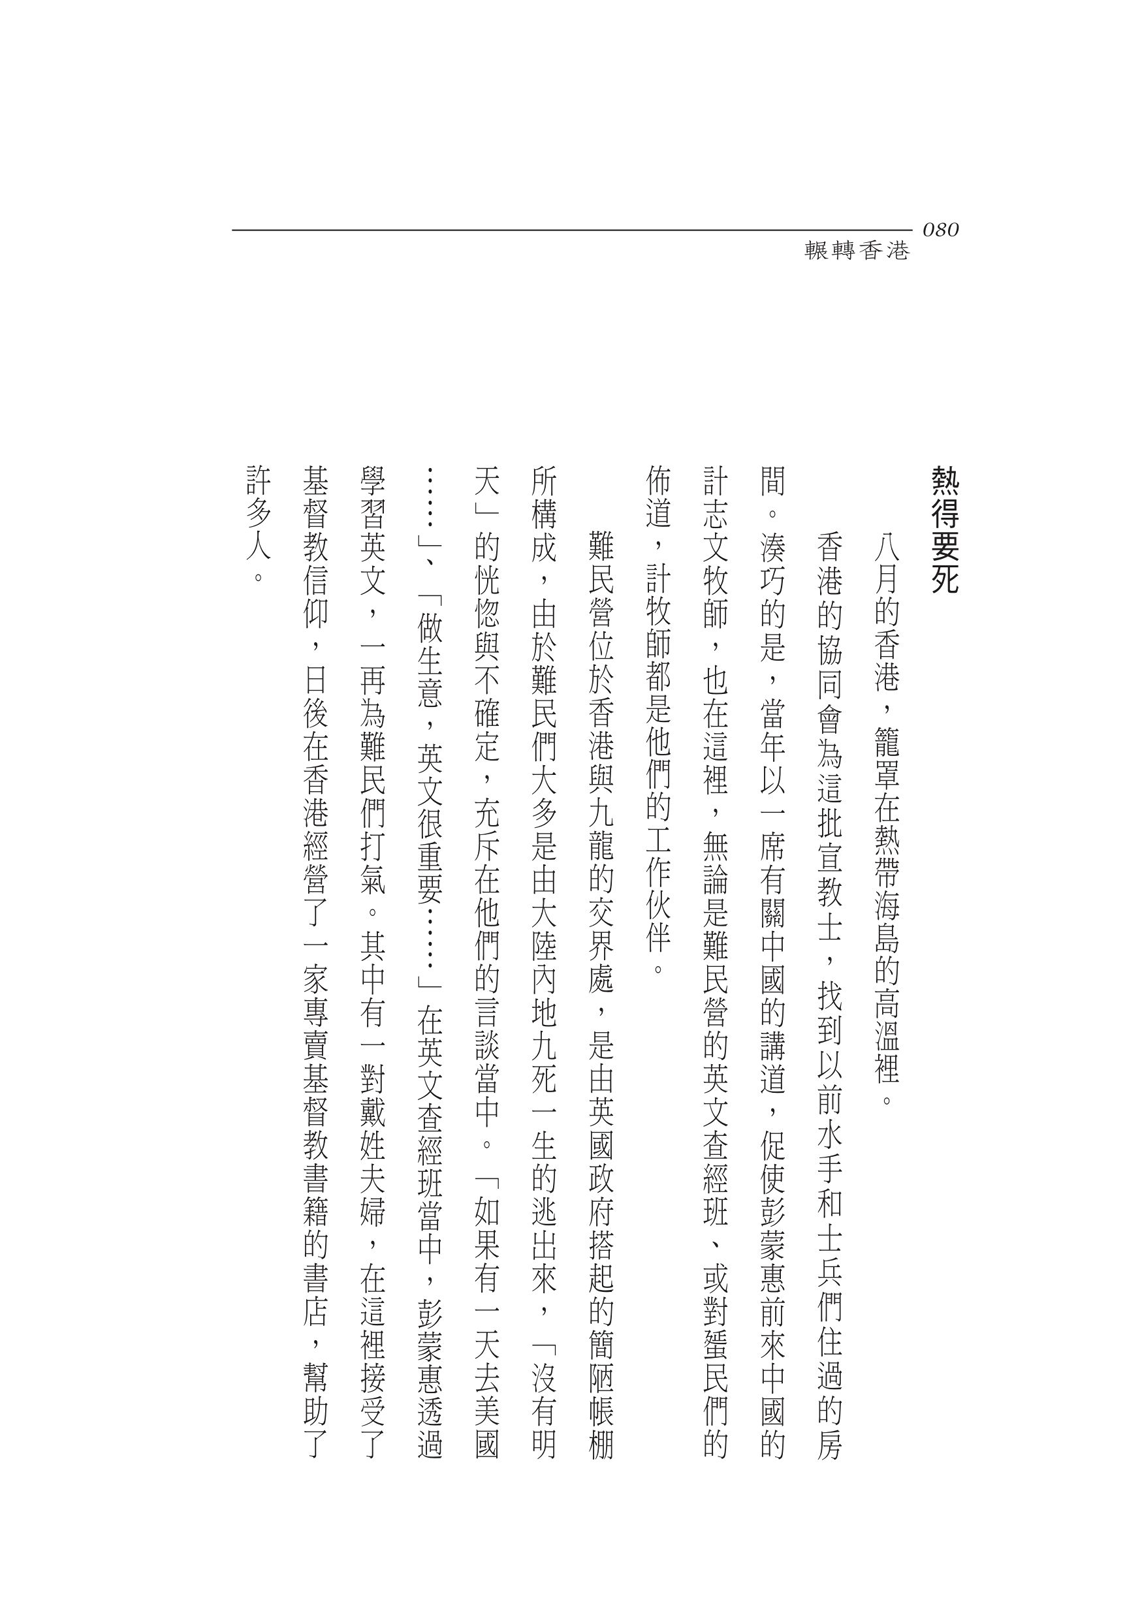 080
輾轉香港
熱得要死
八月的香港，籠罩在熱帶海島的高溫裡。
香港的協同會為這批宣教士，找到以前水手和士兵們住過的房
間。湊巧的是，當年以一席有關中國的講道，促使彭蒙惠前來中國的
計志文牧師，也在這裡，無論是難民營的英文查經班、或對蜑民們的
佈道，計牧師都是他們的工作伙伴。
難民營位於香港與九龍的交界處，是由英國政府搭起的簡陋帳棚
所構成，由於難民們大多是由大陸內地九死一生的逃出來，「沒有明
天」的恍惚與不確定，充斥在他們的言談當中。「如果有一天去美國
……」、「做生意，英文很重要……」在英文查經班當中，彭蒙惠透過
學習英文，一再為難民們打氣。其中有一對戴姓夫婦，在這裡接受了
基督教信仰，日後在香港經營了一家專賣基督教書籍的書店，幫助了
許多人。